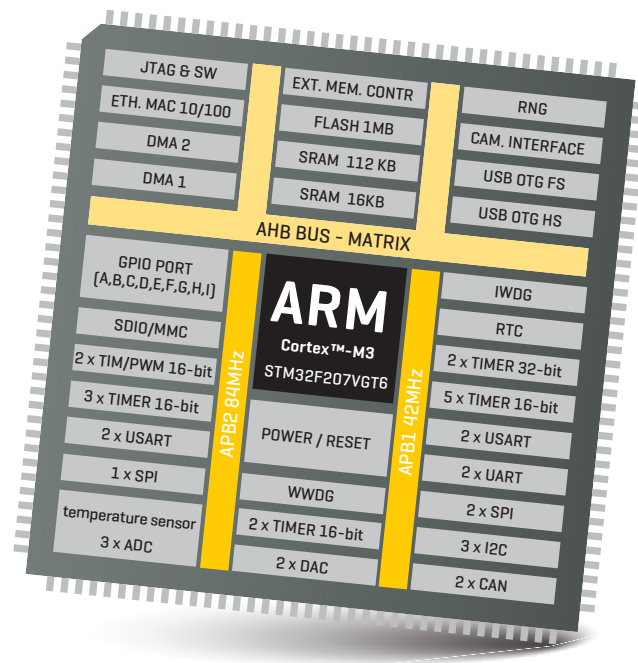 JTAG & SW
ETH. MAC 10/100
DMA 2
DMA 1
EXT. MEM. CONTR
FLASH 1MB
SRAM 112 KB
SRAM 16KB
RNG
CAM. INTERFACE
USB OTG FS
USB OTG HS
AHB BUS - MATRIX
GPIO PORT
(A,B,C,D,E,F,G,H,I)
SDIO/MMC
2 x TIM/PWM 16-bit
3 x TIMER 16-bit
2 x USART
1 x SPI
temperature sensor
3 x ADC
APB2 84MHz
ARM
Cortex™-M3
STM32F207VGT6
POWER / RESET
WWDG
2 x TIMER 16-bit
2 x DAC
APB1 42MHz
IWDG
RTC
2 x TIMER 32-bit
5 x TIMER 16-bit
2 x USART
2 x UART
2 x SPI
3 x I2C
2 x CAN